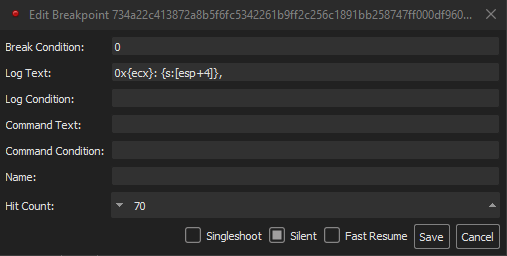 Edit Breakpoint 734a22c413872a8b5f6fc5342261b9ff2c256c1891bb258747ff000df960...
Break Condition: 0
Log Text: 0x{ecx}: {s:[esp+4]},
Log Condition:
Command Text:
Command Condition:
Name:
Hit Count: 70
Singleshoot Silent Fast Resume Save Cancel